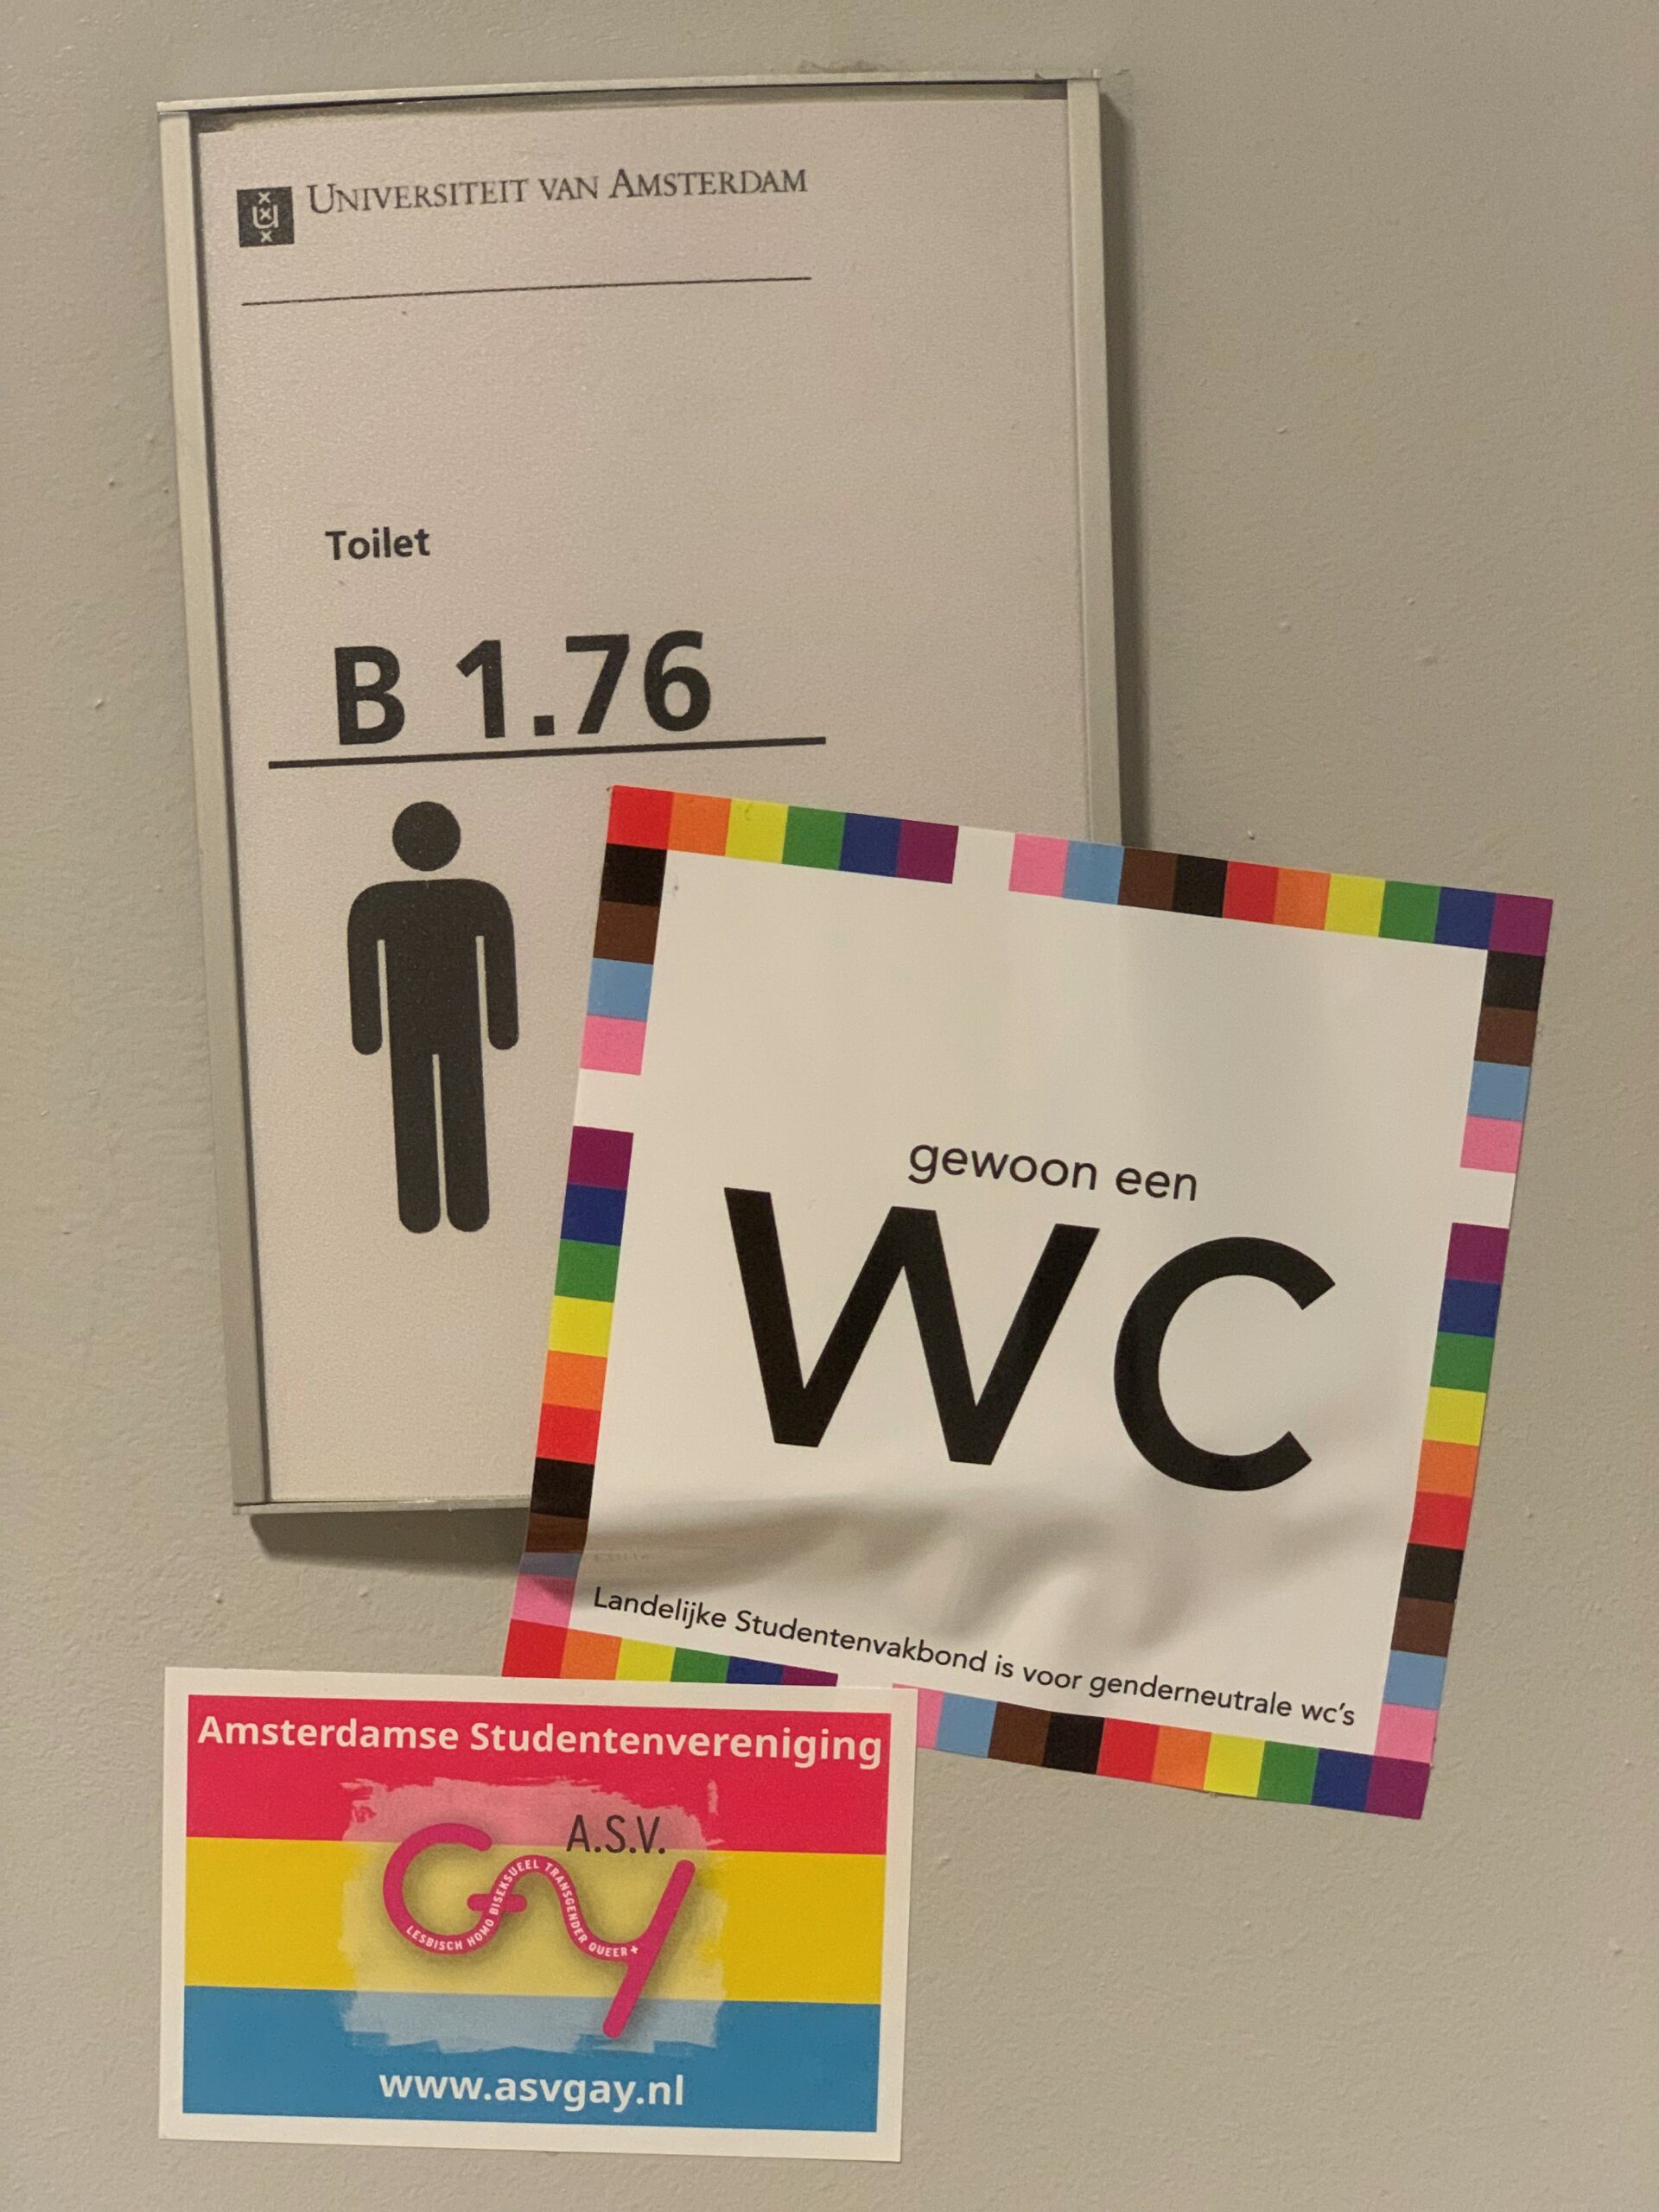 UNIVERSITEIT VAN AMSTERDAM
Toilet
B 1.76
gewoon een
WC
Landelijke Studentenvakbond is voor genderneutrale wc's
Amsterdamse Studentenvereniging
A.S.V.
Gay
LESBISCH HOMO BISEKSUEEL TRANSGENDER QUEER+
www.asvgay.nl